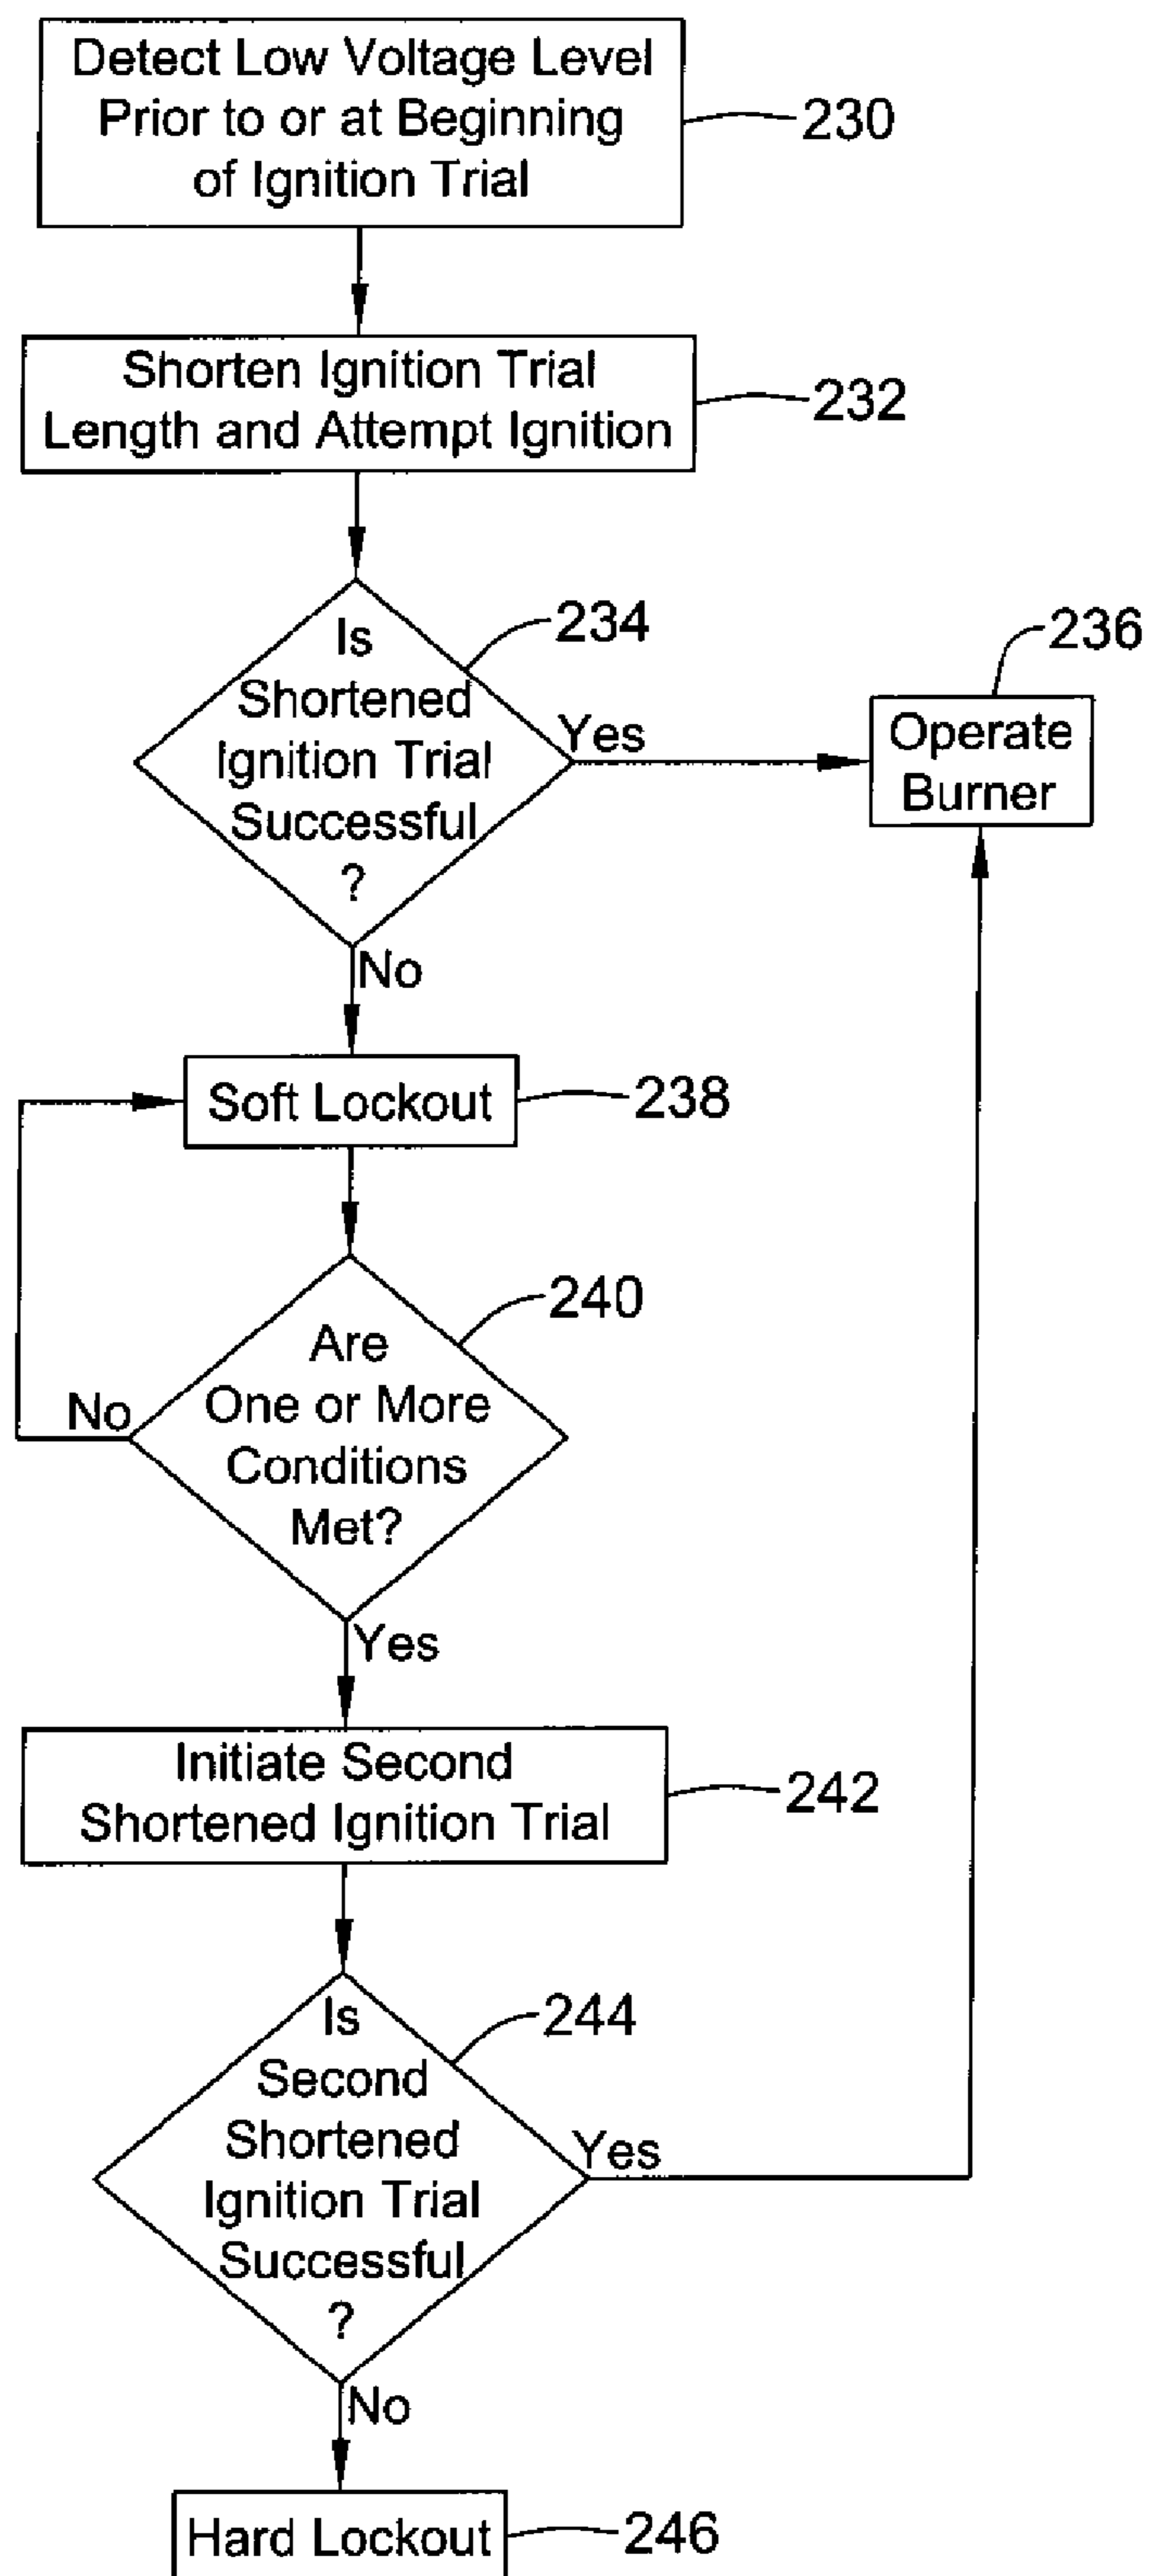 Detect Low Voltage Level
Prior to or at Beginning
of Ignition Trial
230
Shorten Ignition Trial
Length and Attempt Ignition
232
Is
Shortened
Ignition Trial
Successful
?
234
Yes
236
Operate
Burner
No
Soft Lockout
238
240
Are
One or More
Conditions
Met?
No
Yes
Initiate Second
Shortened Ignition Trial
242
Is
Second
Shortened
Ignition Trial
Successful
?
244
Yes
No
Hard Lockout
246